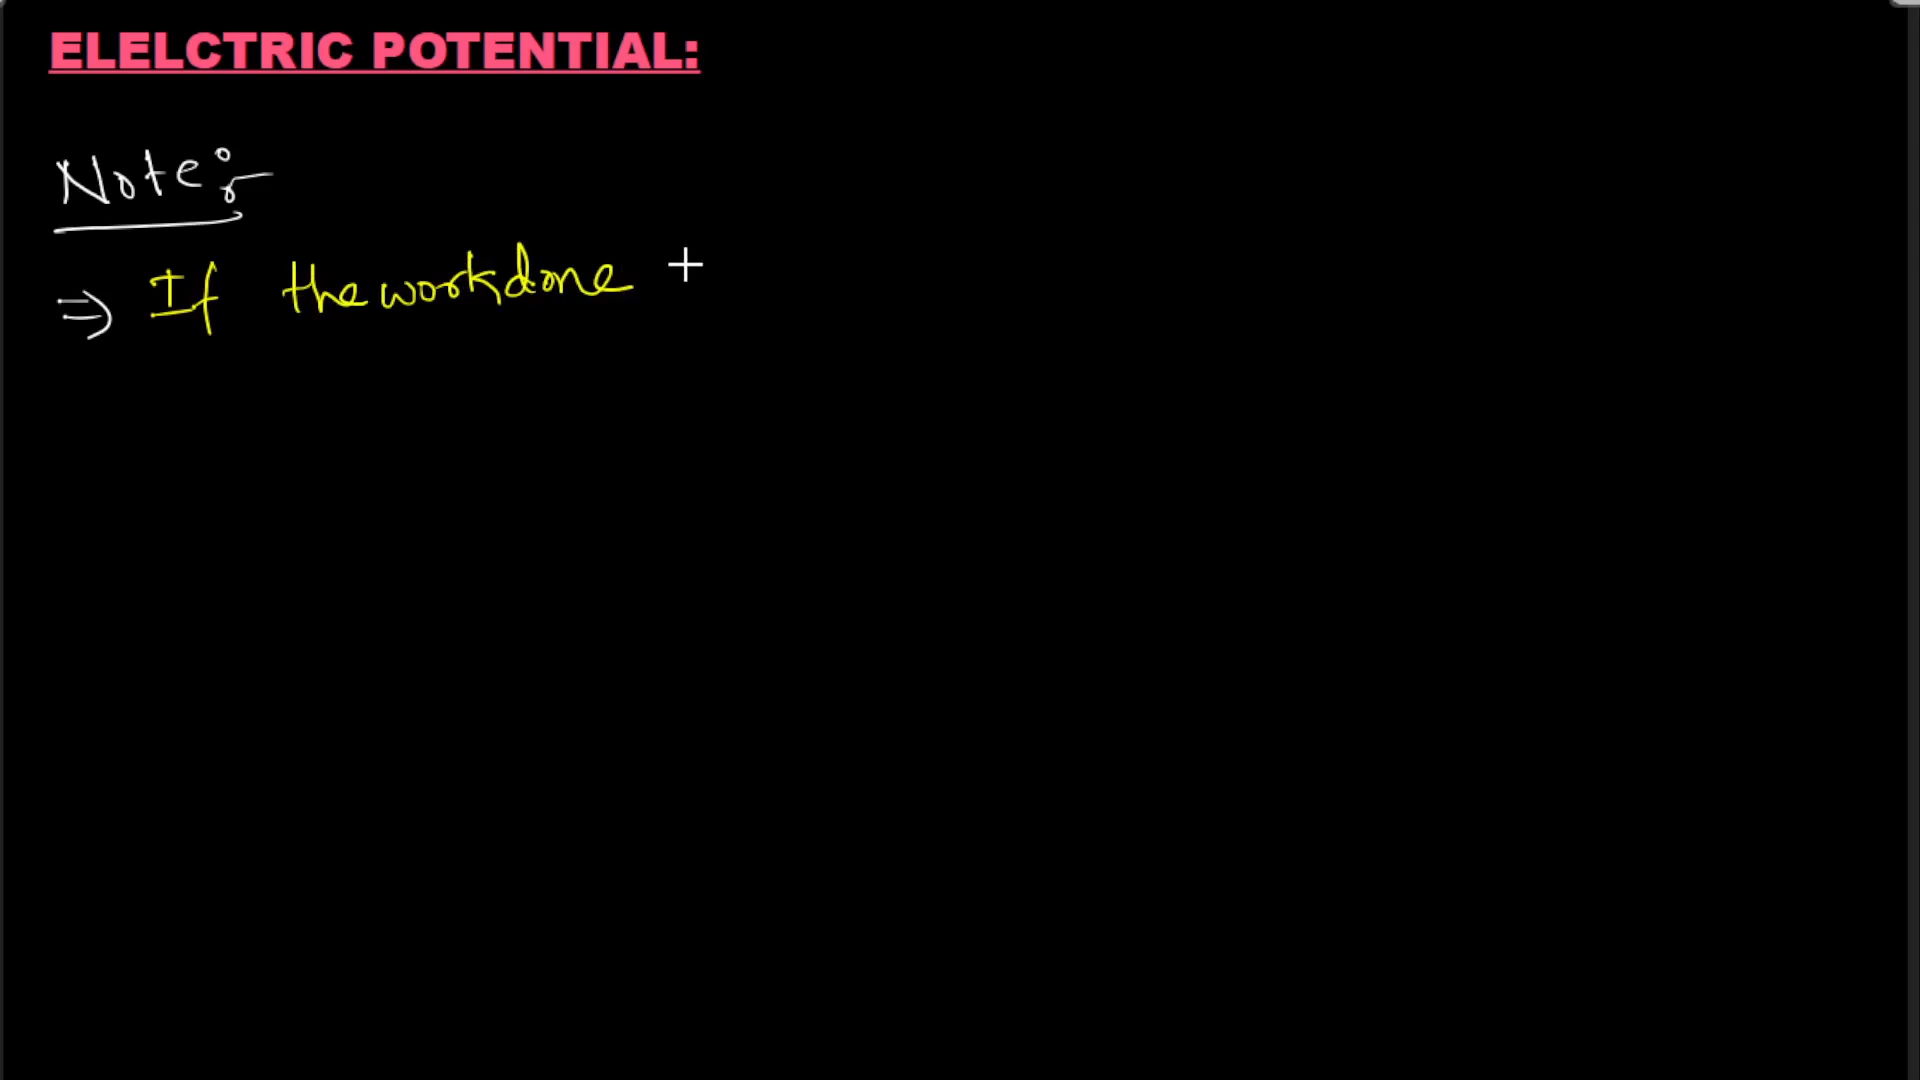 ELELCTRIC POTENTIAL:
Note:-
⇒ If the workdone